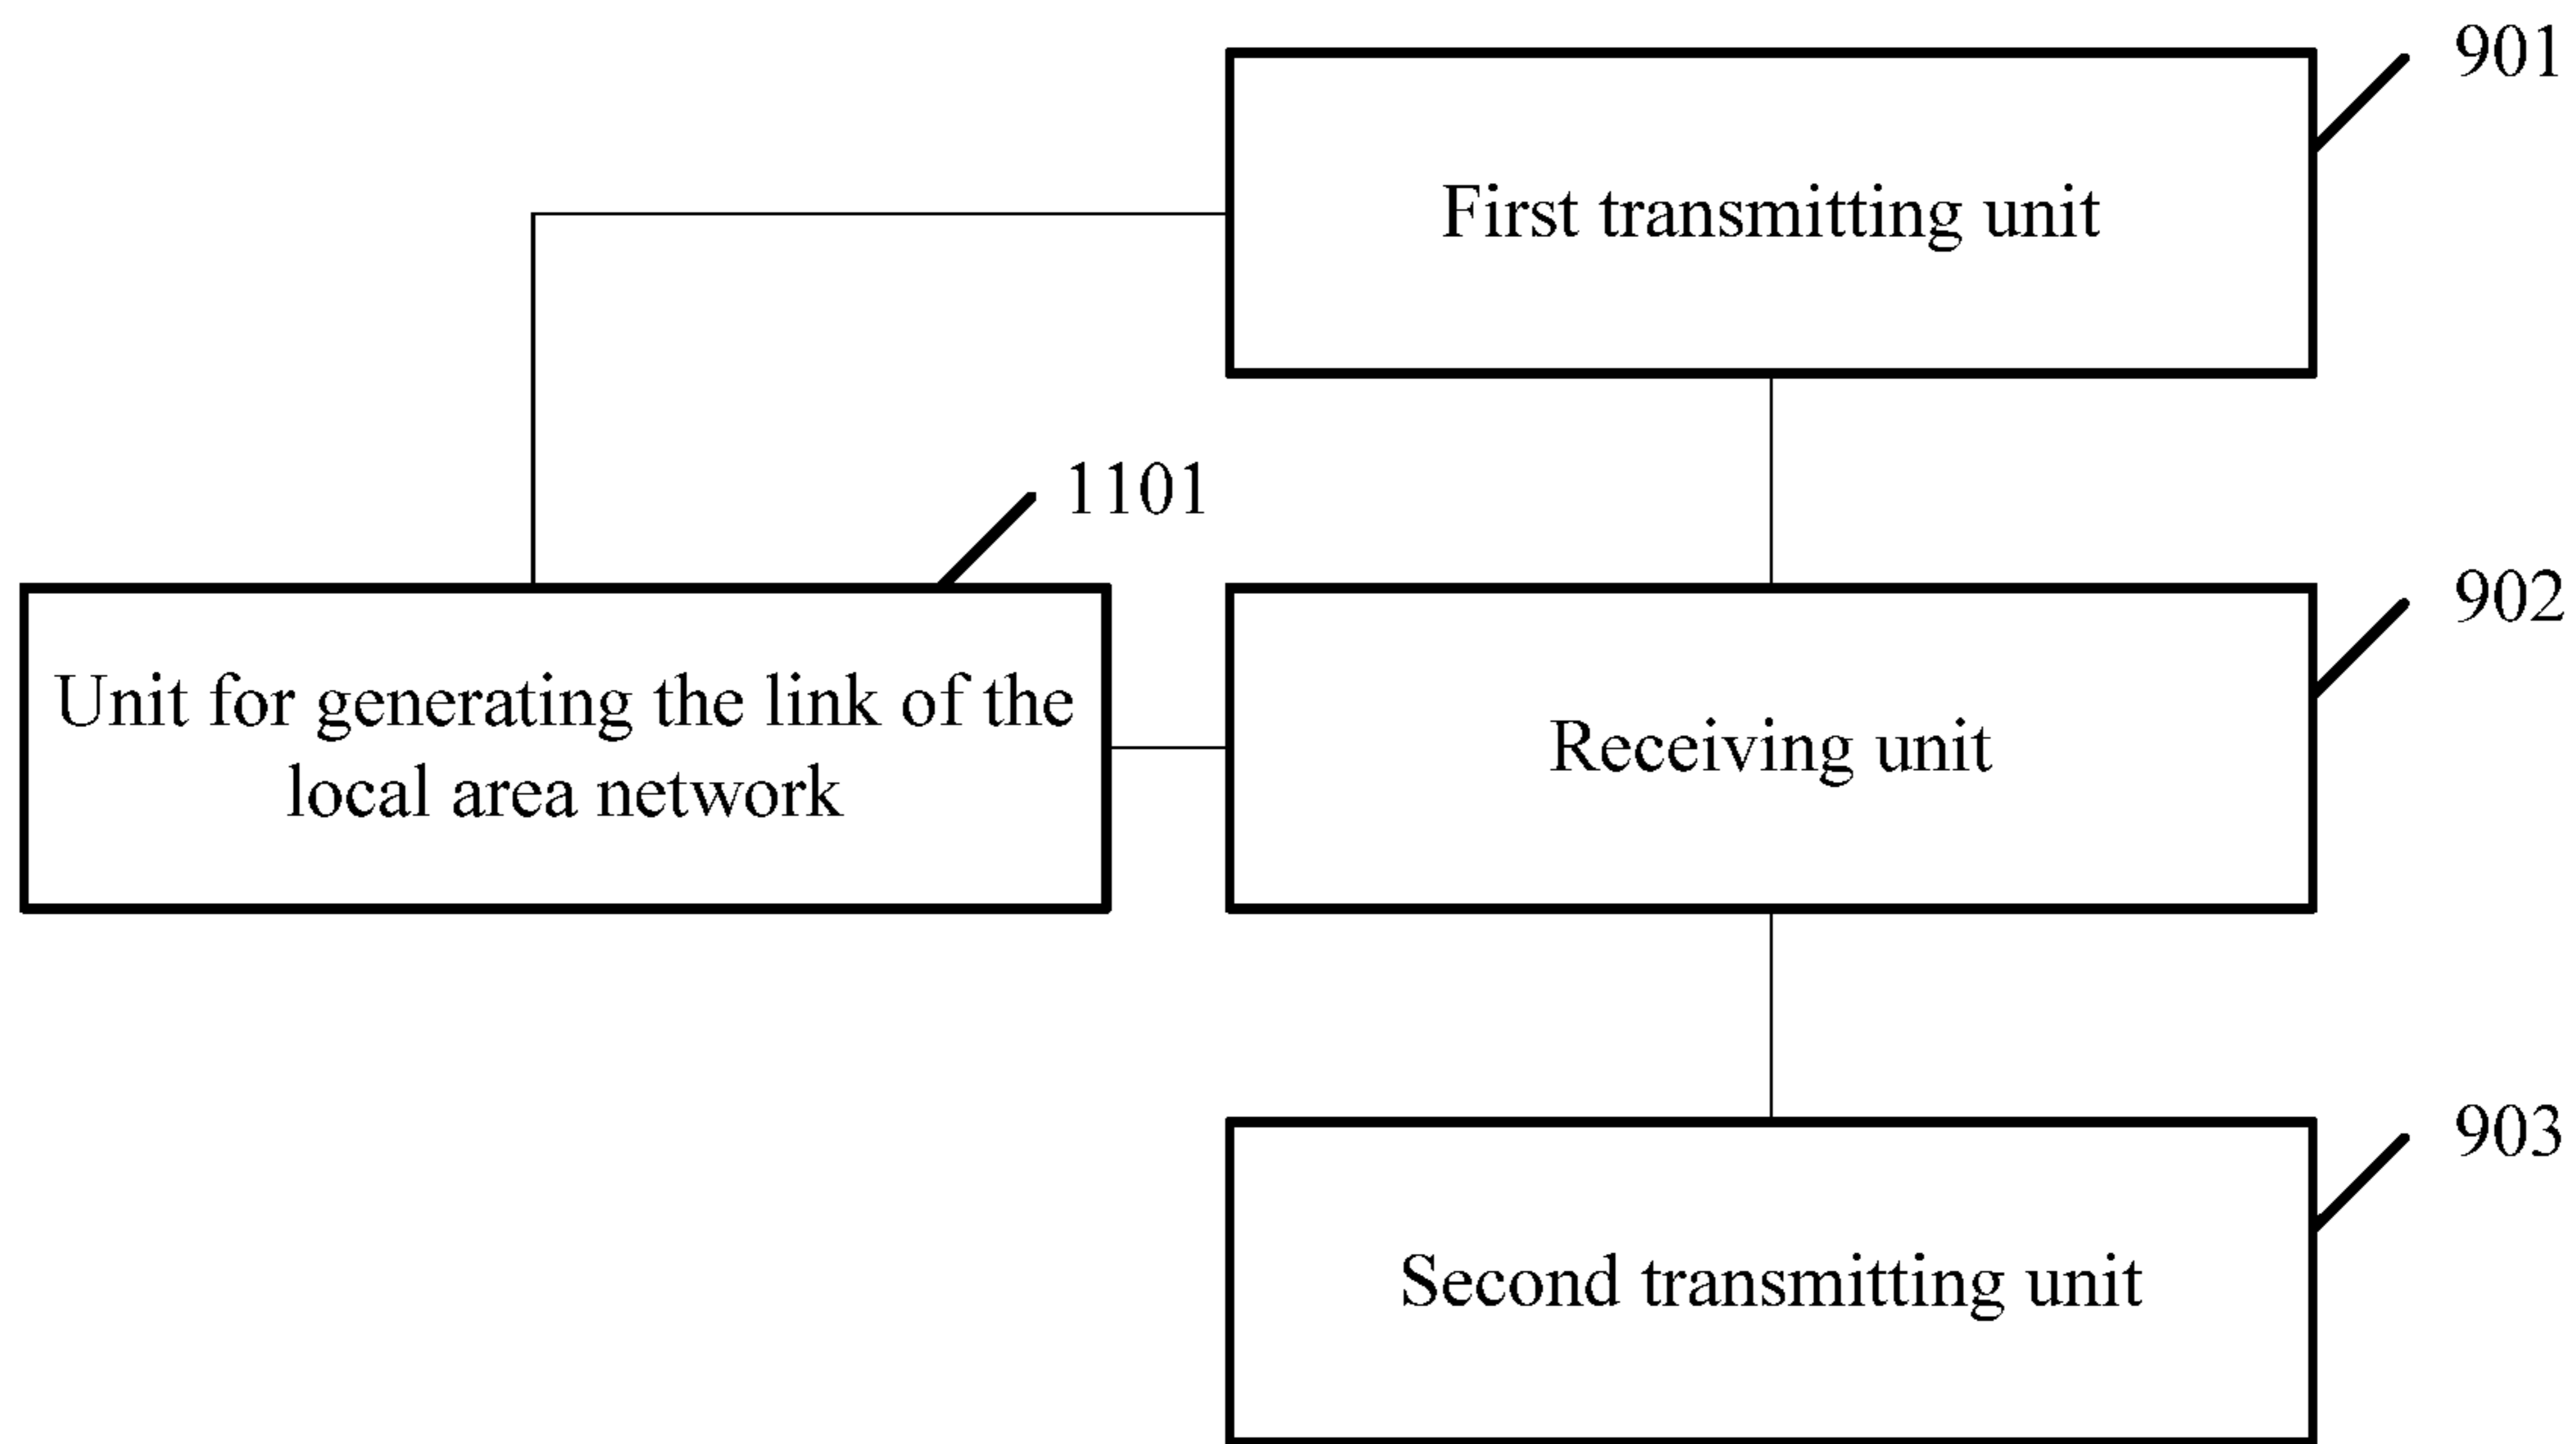 901
First transmitting unit
1101
902
Unit for generating the link of the
local area network
Receiving unit
903
Second transmitting unit